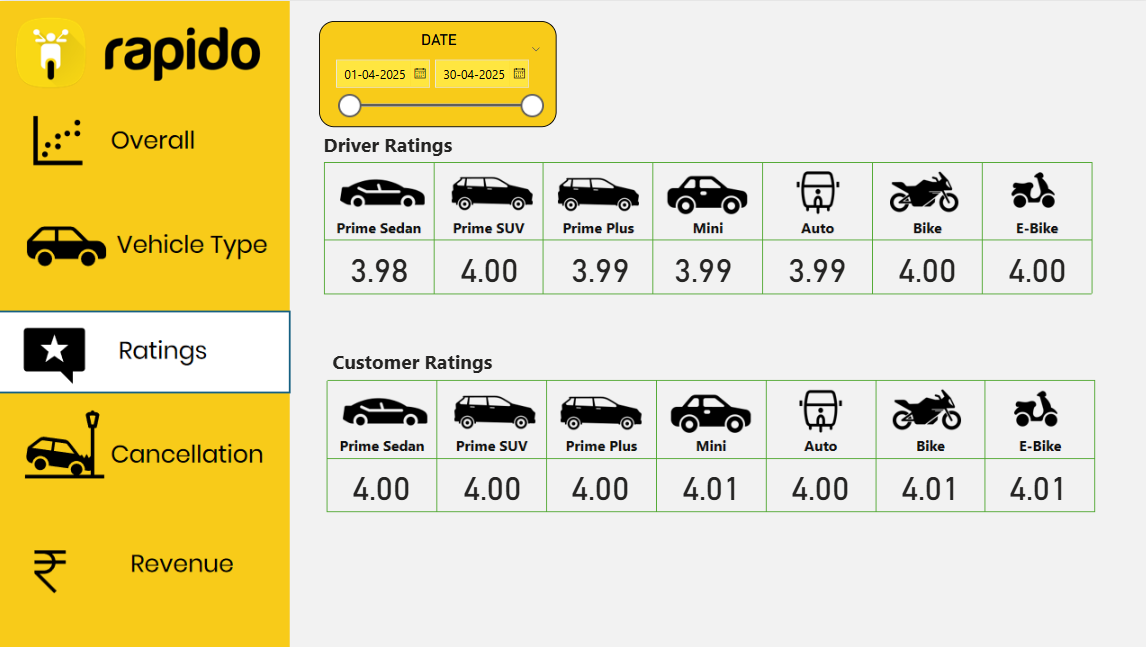 rapido
Overall
Vehicle Type
Ratings
Cancellation
Revenue
DATE
01-04-2025 30-04-2025
Driver Ratings
Prime Sedan Prime SUV Prime Plus Mini Auto Bike E-Bike
3.98 4.00 3.99 3.99 3.99 4.00 4.00
Customer Ratings
Prime Sedan Prime SUV Prime Plus Mini Auto Bike E-Bike
4.00 4.00 4.00 4.01 4.00 4.01 4.01